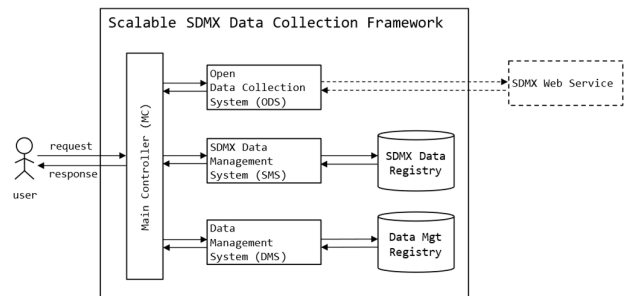 Scalable SDMX Data Collection Framework
Open
Data Collection
System (ODS)
SDMX Web Service
Main Controller (MC)
request
response
user
SDMX Data
Management
System (SMS)
SDMX Data
Registry
Data
Management
System (DMS)
Data Mgt
Registry